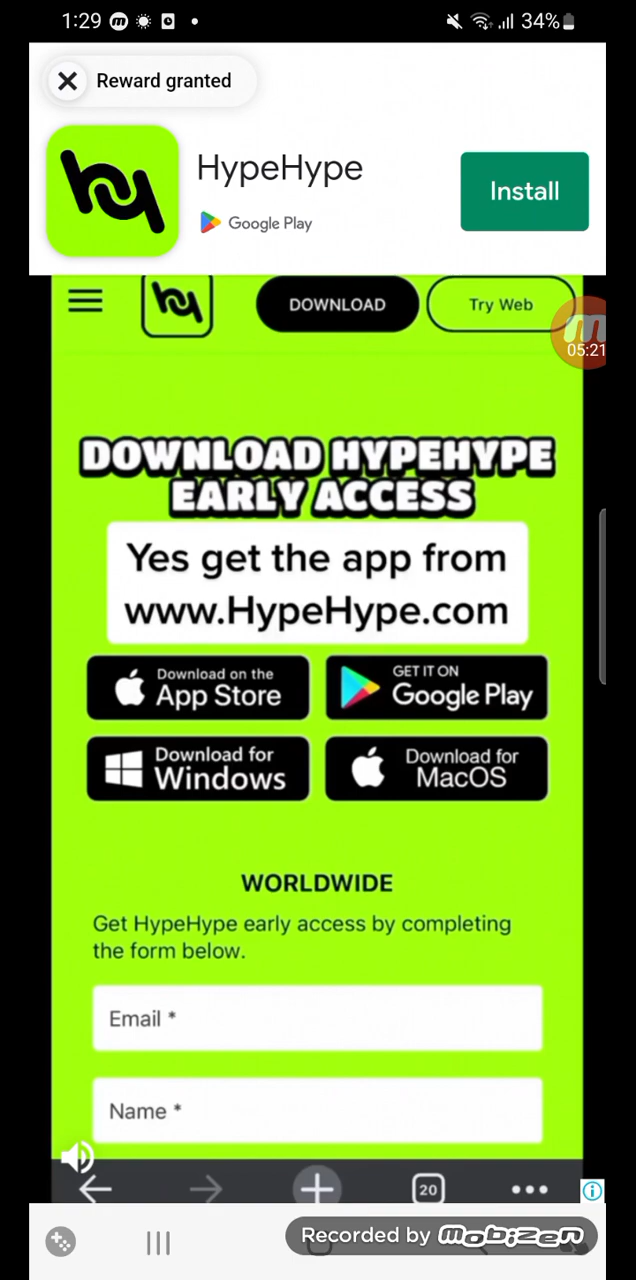 1:29
34%
Reward granted
HypeHype
Google Play
Install
DOWNLOAD
Try Web
05:21
DOWNLOAD HYPEHYPE
EARLY ACCESS
Yes get the app from
www.HypeHype.com
Download on the
App Store
GET IT ON
Google Play
Download for
Windows
Download for
MacOS
WORLDWIDE
Get HypeHype early access by completing
the form below.
Email *
Name *
20
Recorded by mobizen